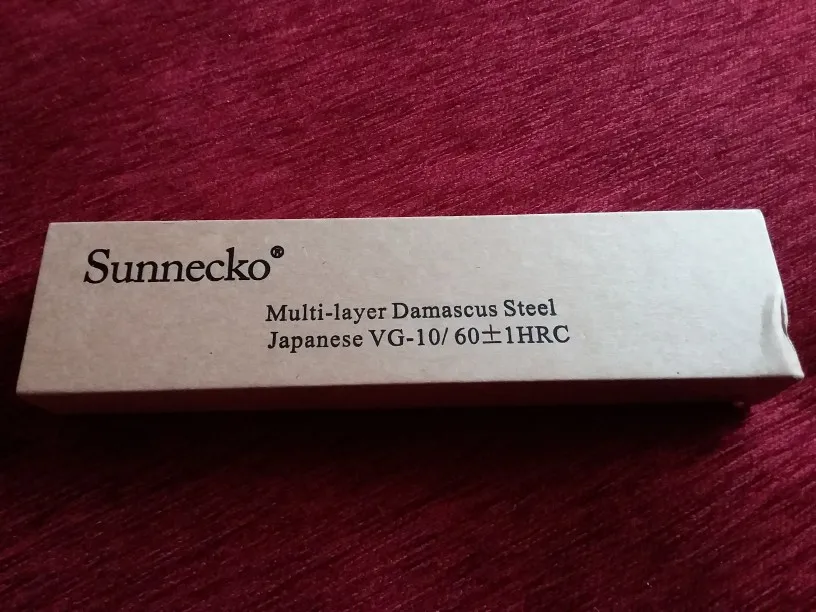 Sunnecko®
Multi-layer Damascus Steel
Japanese VG-10/ 60±1HRC